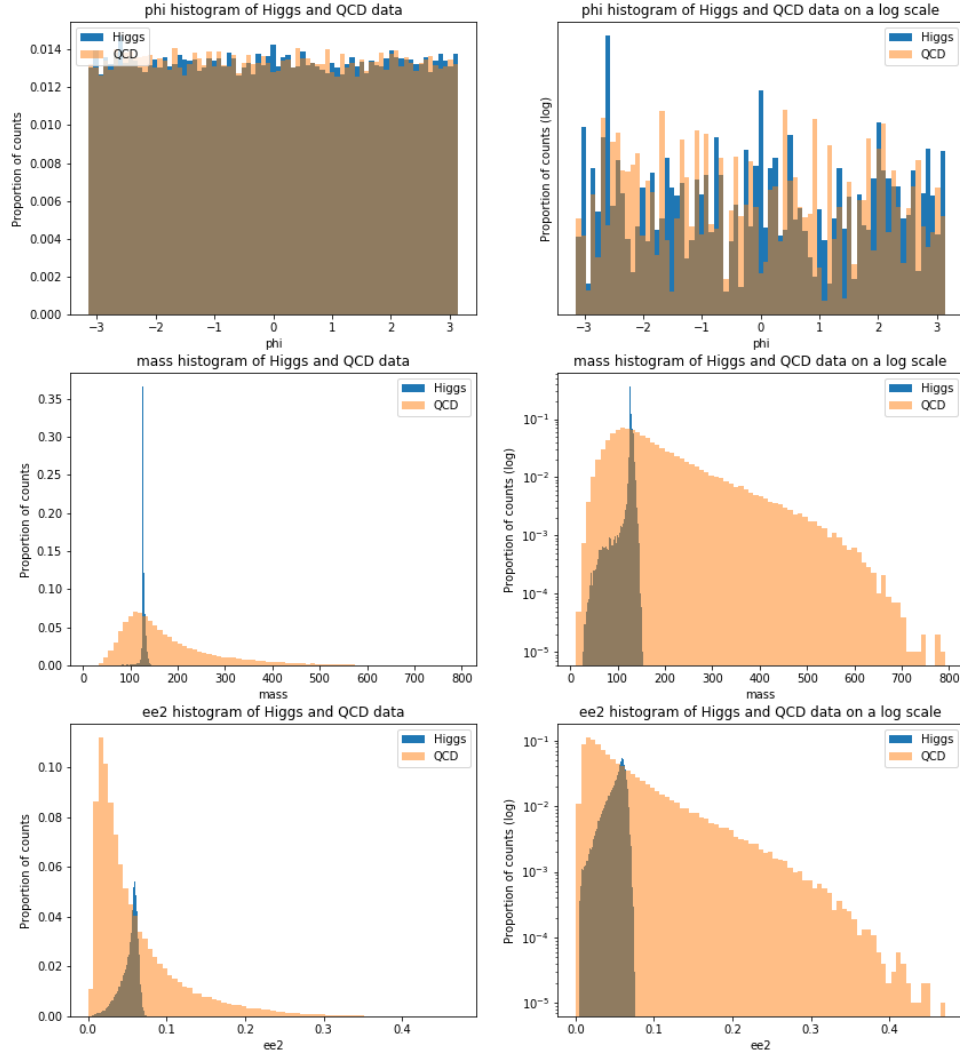 phi histogram of Higgs and QCD data
Higgs
QCD
0.014
0.012
0.010
0.008
0.006
0.004
0.002
0.000
Proportion of counts
−3 −2 −1 0 1 2 3
phi
phi histogram of Higgs and QCD data on a log scale
Higgs
QCD
Proportion of counts (log)
−3 −2 −1 0 1 2 3
phi
mass histogram of Higgs and QCD data
Higgs
QCD
0.35
0.30
0.25
0.20
0.15
0.10
0.05
0.00
Proportion of counts
0 100 200 300 400 500 600 700 800
mass
mass histogram of Higgs and QCD data on a log scale
Higgs
QCD
10⁻¹
10⁻²
10⁻³
10⁻⁴
10⁻⁵
Proportion of counts (log)
0 100 200 300 400 500 600 700 800
mass
ee2 histogram of Higgs and QCD data
Higgs
QCD
0.10
0.08
0.06
0.04
0.02
0.00
Proportion of counts
0.0 0.1 0.2 0.3 0.4
ee2
ee2 histogram of Higgs and QCD data on a log scale
Higgs
QCD
10⁻¹
10⁻²
10⁻³
10⁻⁴
10⁻⁵
Proportion of counts (log)
0.0 0.1 0.2 0.3 0.4
ee2